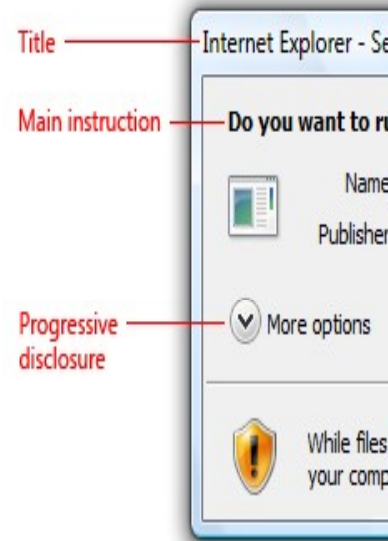 Title
Internet Explorer - Se
Main instruction
Do you want to ru
Name
Publisher
Progressive
disclosure
More options
While files
your comp